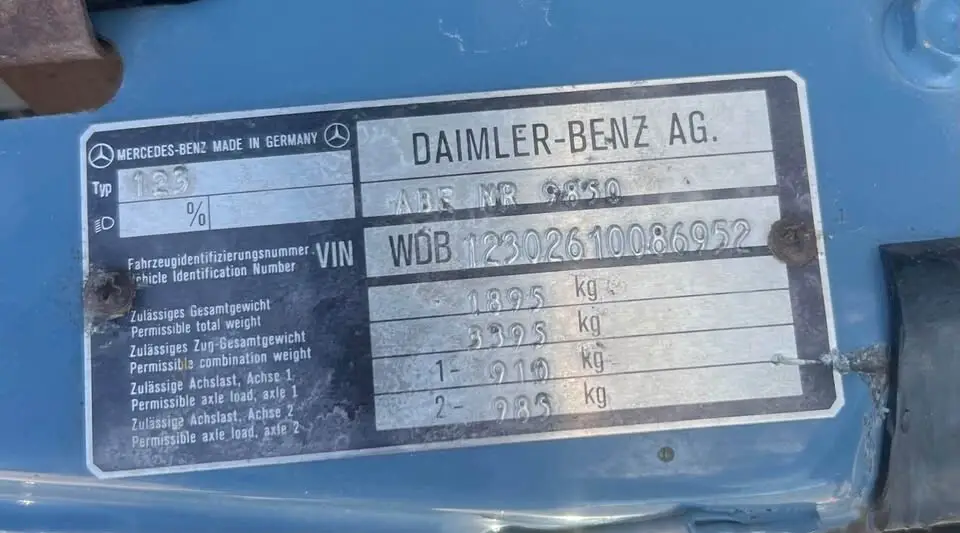 MERCEDES-BENZ MADE IN GERMANY
DAIMLER-BENZ AG.
Typ 123
ABE NR 9850
%
Fahrzeugidentifizierungsnummer
Vehicle Identification Number
VIN WDB 12302610086952
Zulässiges Gesamtgewicht
Permissible total weight
1895 kg
Zulässiges Zug-Gesamtgewicht
Permissible combination weight
3395 kg
Zulässige Achslast, Achse 1
Permissible axle load, axle 1
1- 910 kg
Zulässige Achslast, Achse 2
Permissible axle load, axle 2
2- 985 kg